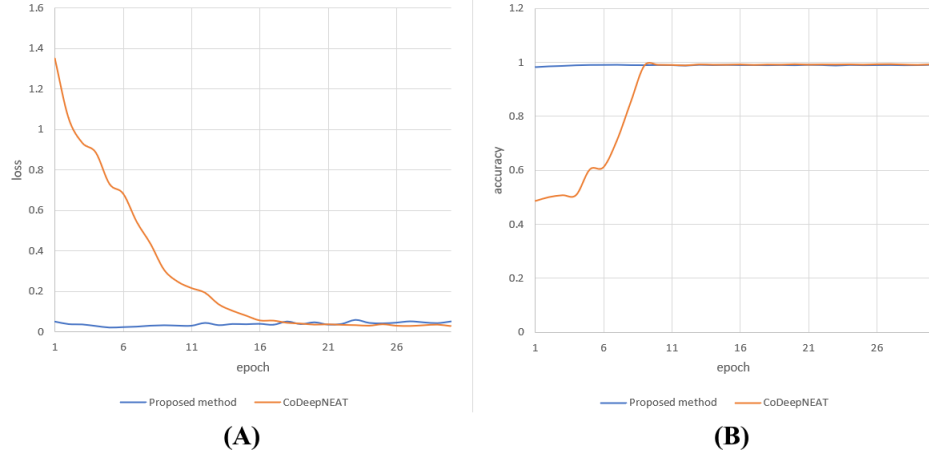 1.6
1.4
1.2
1
0.8
0.6
0.4
0.2
0
loss
1 6 11 16 21 26
epoch
Proposed method CoDeepNEAT
(A)
1.2
1
0.8
0.6
0.4
0.2
0
accuracy
1 6 11 16 21 26
epoch
Proposed method CoDeepNEAT
(B)